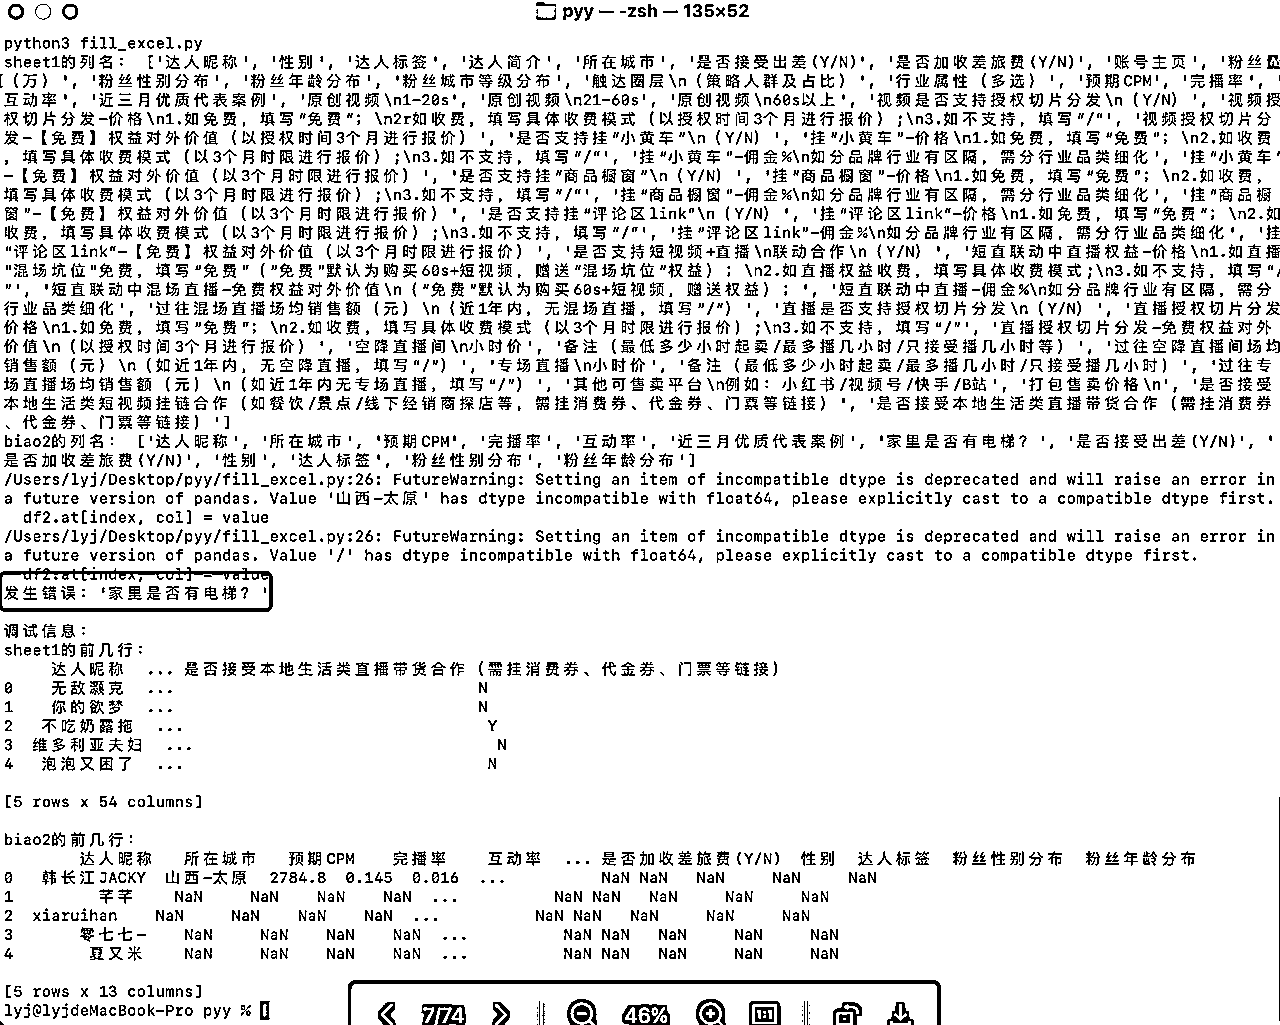 pyy — -zsh — 135×52
python3 fill_excel.py
sheet1的列名： ['达人昵称', '性别', '达人标签', '达人简介', '所在城市', '是否接受出差(Y/N)', '是否加收差旅费(Y/N)', '账号主页', '粉丝
(万) ', '粉丝性别分布', '粉丝年龄分布', '粉丝城市等级分布', '触达圈层\n（策略人群及占比）', '行业属性（多选）', '预期CPM', '完播率', '
互动率', '近三月优质代表案例', '原创视频\n1-20s', '原创视频\n21-60s', '原创视频\n60s以上', '视频是否支持授权切片分发\n（Y/N）', '视频授
权切片分发-价格\n1.如免费，填写"免费"；\n2r如收费，填写具体收费模式（以授权时间3个月进行报价）;\n3.如不支持，填写"/"', '视频授权切片分
发-【免费】权益对外价值（以授权时间3个月进行报价）', '是否支持挂"小黄车"\n（Y/N）', '挂"小黄车"-价格\n1.如免费，填写"免费"；\n2.如收费
，填写具体收费模式（以3个月时限进行报价）;\n3.如不支持，填写"/"', '挂"小黄车"-佣金%\n如分品牌行业有区隔，需分行业品类细化', '挂"小黄车"
-【免费】权益对外价值（以3个月时限进行报价）', '是否支持挂"商品橱窗"\n（Y/N）', '挂"商品橱窗"-价格\n1.如免费，填写"免费"；\n2.如收费，
填写具体收费模式（以3个月时限进行报价）;\n3.如不支持，填写"/"', '挂"商品橱窗"-佣金%\n如分品牌行业有区隔，需分行业品类细化', '挂"商品橱
窗"-【免费】权益对外价值（以3个月时限进行报价）', '是否支持挂"评论区link"\n（Y/N）', '挂"评论区link"-价格\n1.如免费，填写"免费"；\n2.如
收费，填写具体收费模式（以3个月时限进行报价）;\n3.如不支持，填写"/"', '挂"评论区link"-佣金%\n如分品牌行业有区隔，需分行业品类细化', '挂
"评论区link"-【免费】权益对外价值（以3个月时限进行报价）', '是否支持短视频+直播\n联动合作\n（Y/N）', '短直联动中直播权益-价格\n1.如直播
"混场坑位"免费，填写"免费"（"免费"默认为购买60s+短视频，赠送"混场坑位"权益）；\n2.如直播权益收费，填写具体收费模式;\n3.如不支持，填写"/
"', '短直联动中混场直播-免费权益对外价值\n（"免费"默认为购买60s+短视频，赠送权益）；', '短直联动中直播-佣金%\n如分品牌行业有区隔，需分
行业品类细化', '过往混场直播场均销售额（元）\n（近1年内，无混场直播，填写"/"）', '直播是否支持授权切片分发\n（Y/N）', '直播授权切片分发-
价格\n1.如免费，填写"免费"；\n2.如收费，填写具体收费模式（以授权时间3个月进行报价）;\n3.如不支持，填写"/"', '直播授权切片分发-免费权益对外
价值\n（以授权时间3个月进行报价）', '空降直播间\n小时价', '备注（最低多少小时起卖/最多播几小时/只接受播几小时等）', '过往空降直播间场均
销售额（元）\n（如近1年内，无空降直播，填写"/"）', '专场直播\n小时价', '备注（最低多少小时起卖/最多播几小时/只接受播几小时）', '过往专
场直播场均销售额（元）\n（如近1年内无专场直播，填写"/"）', '其他可售卖平台\n例如：小红书/视频号/快手/B站', '打包售卖价格\n', '是否接受
本地生活类短视频挂链合作（如餐饮/景点/线下经销商探店等，需挂消费券、代金券、门票等链接）', '是否接受本地生活类直播带货合作（需挂消费券
、代金券、门票等链接）']
biao2的列名： ['达人昵称', '所在城市', '预期CPM', '完播率', '互动率', '近三月优质代表案例', '家里是否有电梯？', '是否接受出差(Y/N)', '
是否加收差旅费(Y/N)', '性别', '达人标签', '粉丝性别分布', '粉丝年龄分布']
/Users/lyj/Desktop/pyy/fill_excel.py:26: FutureWarning: Setting an item of incompatible dtype is deprecated and will raise an error in
a future version of pandas. Value '山西-太原' has dtype incompatible with float64, please explicitly cast to a compatible dtype first.
df2.at[index, col] = value
/Users/lyj/Desktop/pyy/fill_excel.py:26: FutureWarning: Setting an item of incompatible dtype is deprecated and will raise an error in
a future version of pandas. Value '/' has dtype incompatible with float64, please explicitly cast to a compatible dtype first.
df2.at[index, col] = value
发生错误： '家里是否有电梯？'
调试信息：
sheet1的前几行：
达人昵称 ... 是否接受本地生活类直播带货合作（需挂消费券、代金券、门票等链接）
0 无敌灏克 ... N
1 你的欲梦 ... N
2 不吃奶露拖 ... Y
3 维多利亚夫妇 ... N
4 泡泡又困了 ... N
[5 rows x 54 columns]
biao2的前几行：
达人昵称 所在城市 预期CPM 完播率 互动率 ... 是否加收差旅费(Y/N) 性别 达人标签 粉丝性别分布 粉丝年龄分布
0 韩长江JACKY 山西-太原 2784.8 0.145 0.016 ... NaN NaN NaN NaN NaN
1 芊芊 NaN NaN NaN NaN ... NaN NaN NaN NaN NaN
2 xiaruihan NaN NaN NaN NaN ... NaN NaN NaN NaN NaN
3 零七七一 NaN NaN NaN NaN ... NaN NaN NaN NaN NaN
4 夏又米 NaN NaN NaN NaN ... NaN NaN NaN NaN NaN
[5 rows x 13 columns]
lyj@lyjdeMacBook-Pro pyy %
7/74 46% 1:1